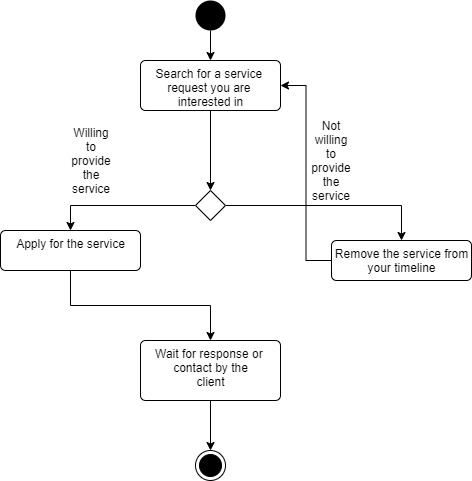 Search for a service
request you are
interested in
Willing
to
provide
the
service
Not
willing
to
provide
the
service
Apply for the service
Remove the service from
your timeline
Wait for response or
contact by the
client